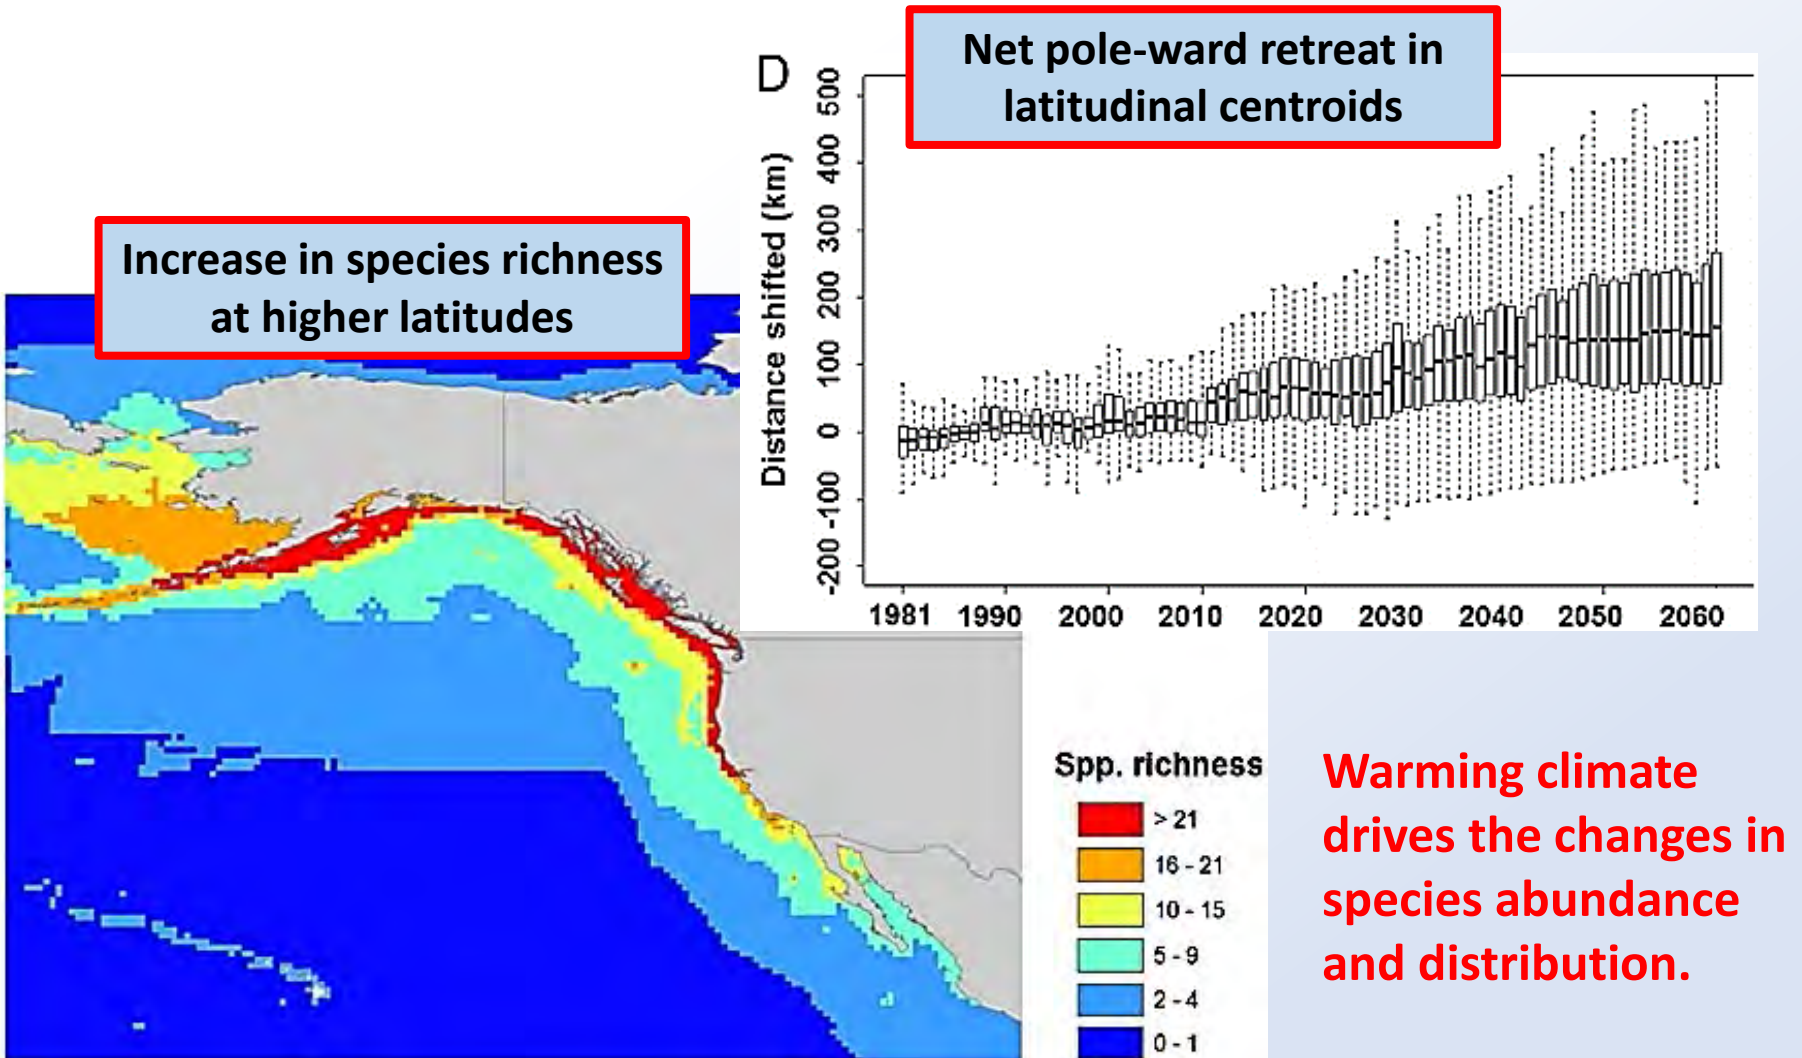 Net pole-ward retreat in
latitudinal centroids
Increase in species richness
at higher latitudes
D
Distance shifted (km)
500
400
300
200
100
0
-100
-200
1981 1990 2000 2010 2020 2030 2040 2050 2060
Spp. richness
> 21
16 - 21
10 - 15
5 - 9
2 - 4
0 - 1
Warming climate
drives the changes in
species abundance
and distribution.